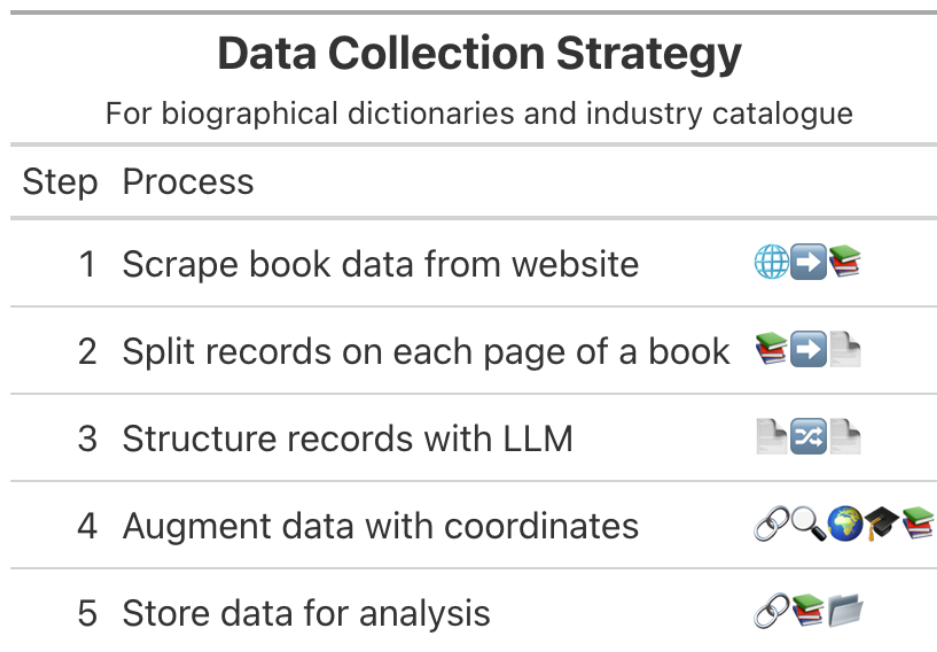 Data Collection Strategy
For biographical dictionaries and industry catalogue
Step Process
1 Scrape book data from website 🌐➡️📚
2 Split records on each page of a book 📚➡️📄
3 Structure records with LLM 📄🔀📄
4 Augment data with coordinates 🔗🔍🌍🎓📚
5 Store data for analysis 🔗📚📁